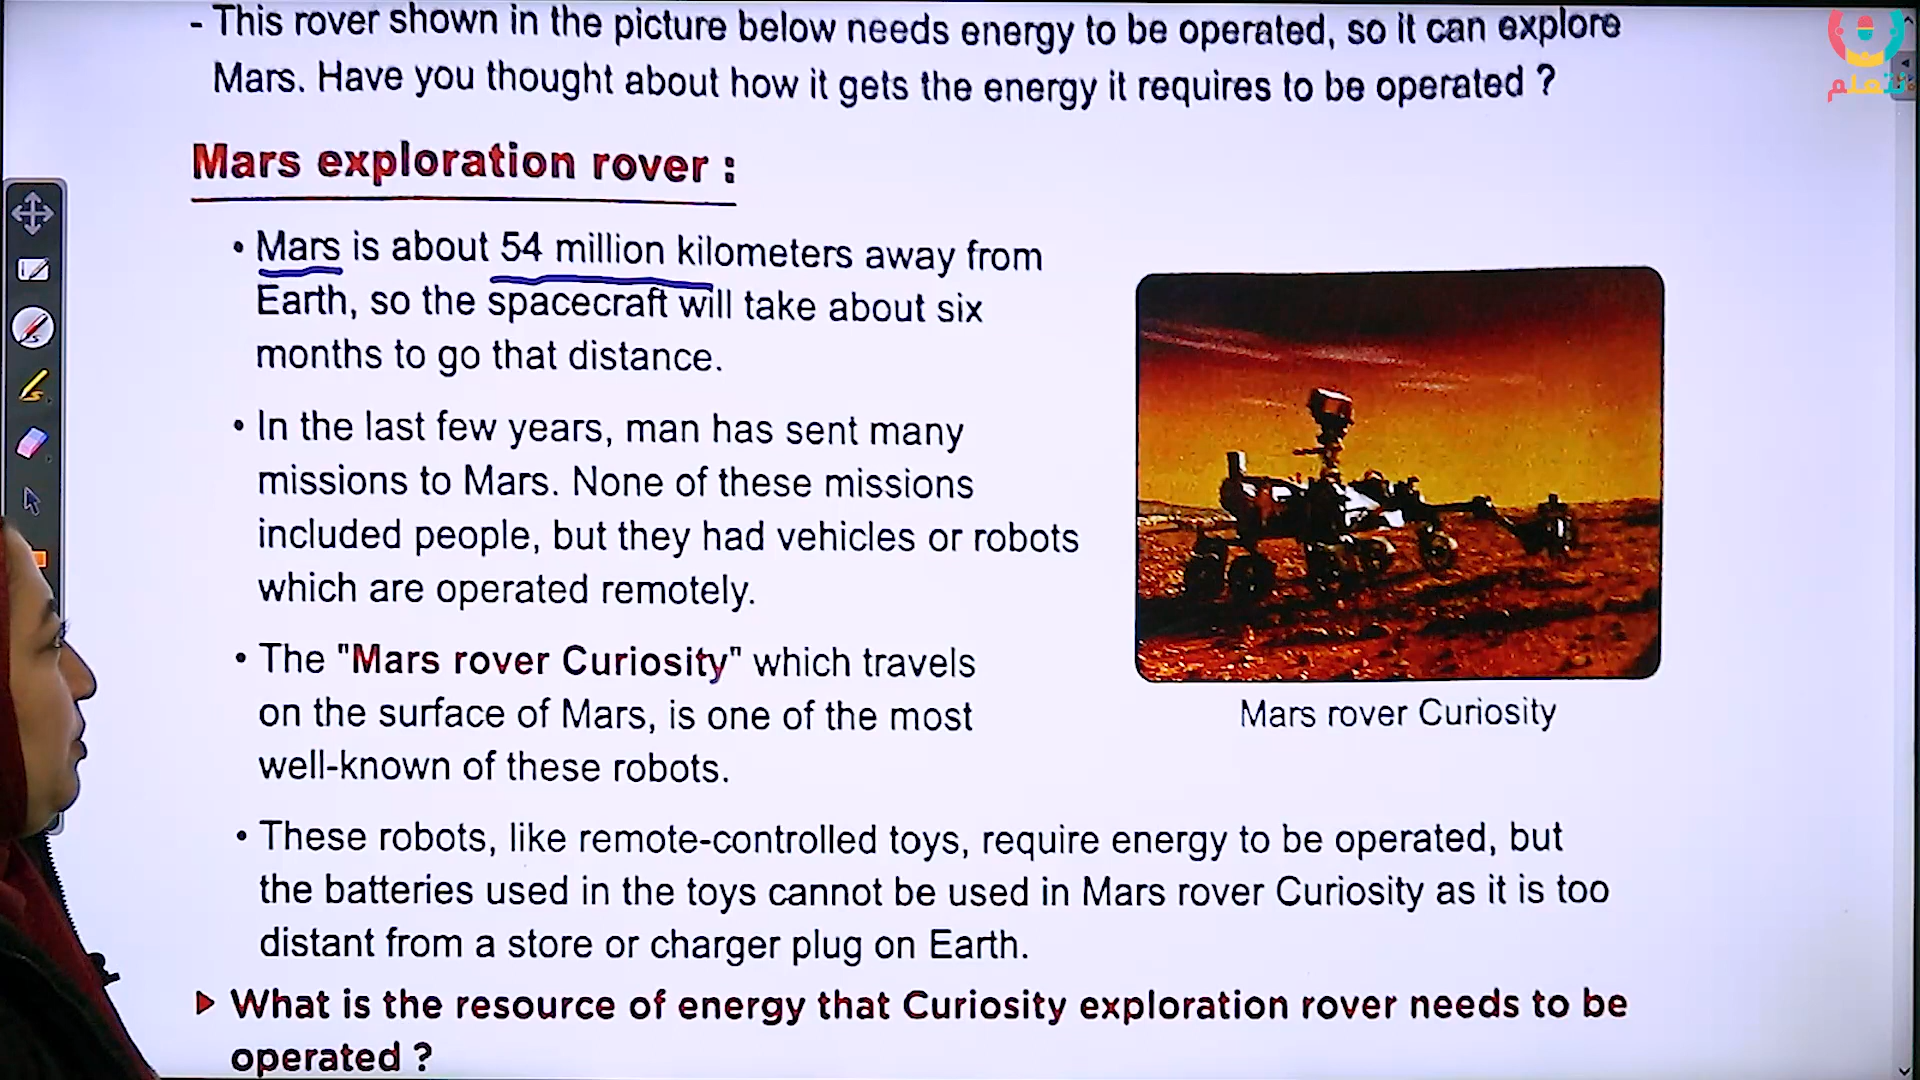 - This rover shown in the picture below needs energy to be operated, so it can explore
Mars. Have you thought about how it gets the energy it requires to be operated ?
نتعلم
Mars exploration rover :
• Mars is about 54 million kilometers away from
Earth, so the spacecraft will take about six
months to go that distance.
• In the last few years, man has sent many
missions to Mars. None of these missions
included people, but they had vehicles or robots
which are operated remotely.
• The "Mars rover Curiosity" which travels
on the surface of Mars, is one of the most
well-known of these robots.
Mars rover Curiosity
• These robots, like remote-controlled toys, require energy to be operated, but
the batteries used in the toys cannot be used in Mars rover Curiosity as it is too
distant from a store or charger plug on Earth.
What is the resource of energy that Curiosity exploration rover needs to be
operated ?